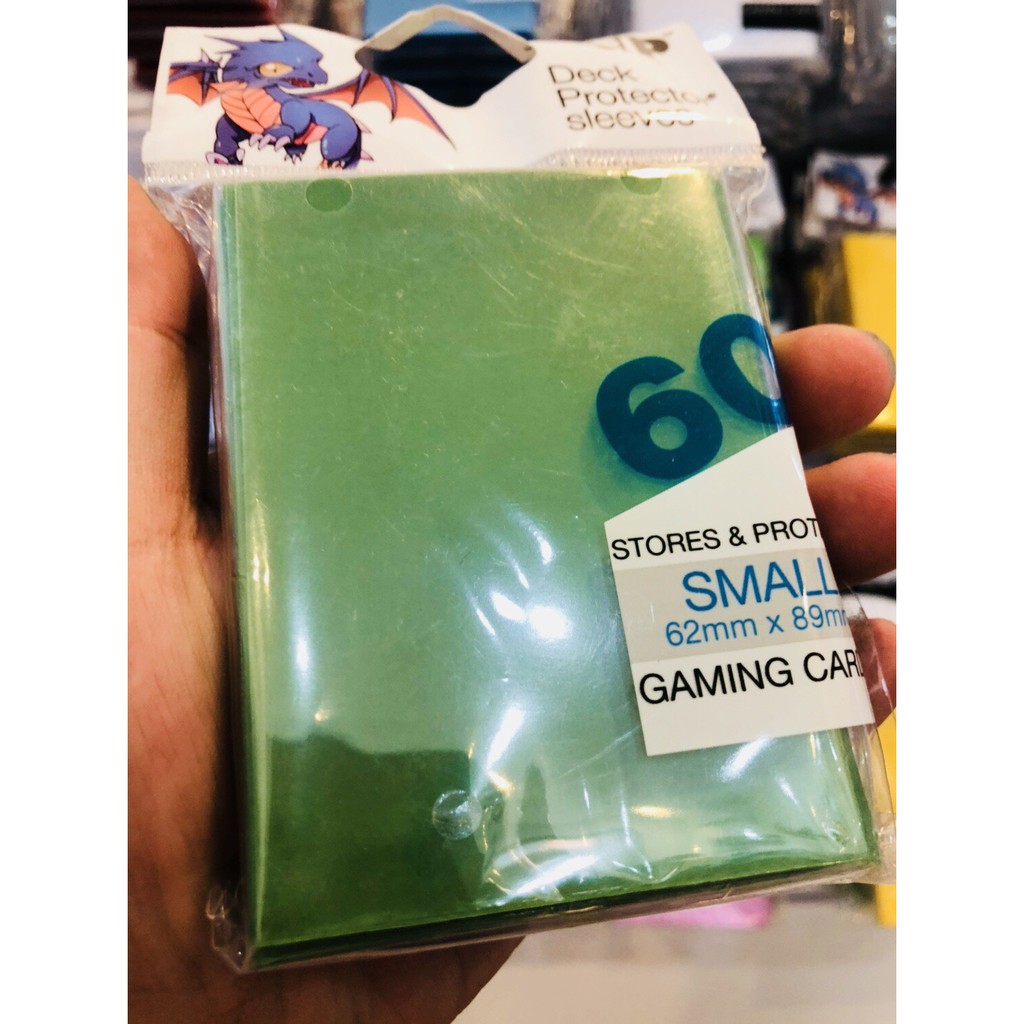 Deck
Protector
sleeves
60
STORES & PROT
SMALL
62mm x 89m
GAMING CAR